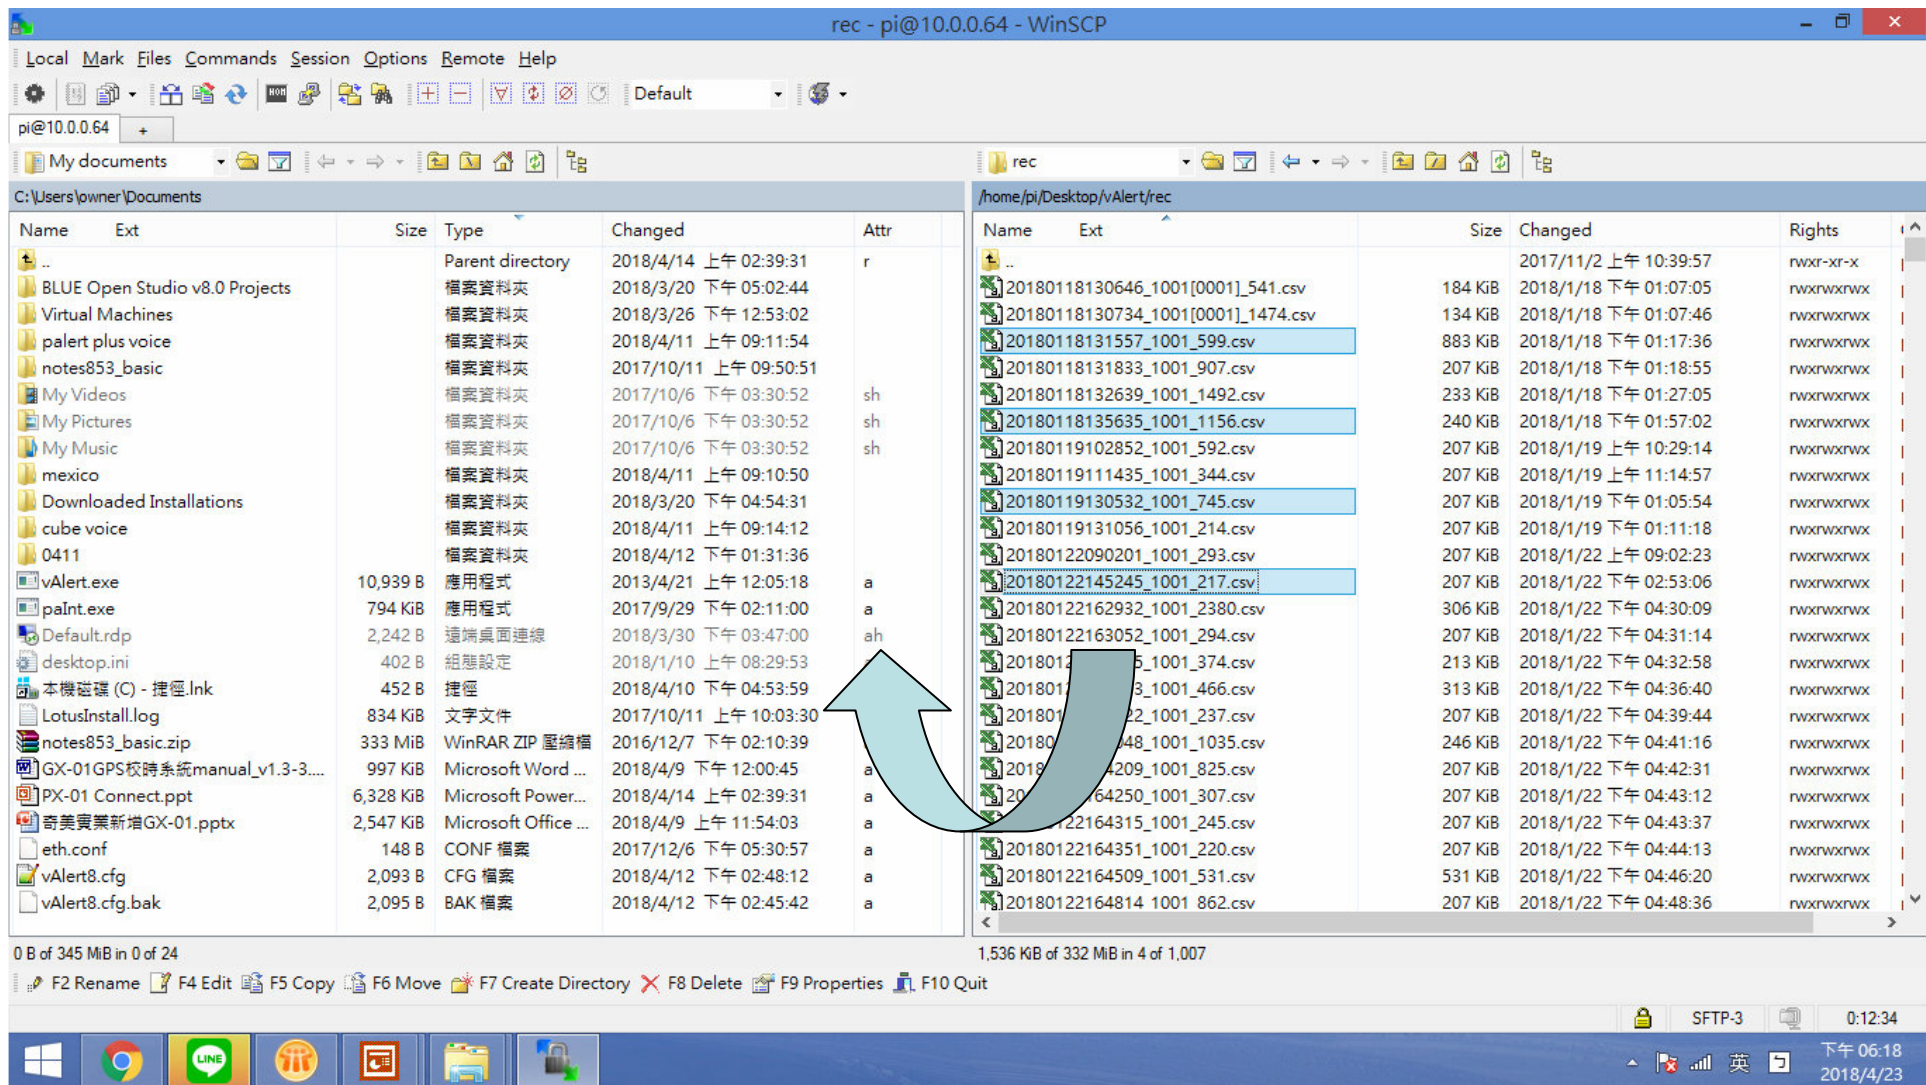 rec - pi@10.0.0.64 - WinSCP
Local Mark Files Commands Session Options Remote Help
Default
pi@10.0.0.64 +
My documents
rec
C:\Users\owner\Documents
/home/pi/Desktop/vAlert/rec
Name Ext Size Type Changed Attr
.. Parent directory 2018/4/14 上午 02:39:31 r
BLUE Open Studio v8.0 Projects 檔案資料夾 2018/3/20 下午 05:02:44
Virtual Machines 檔案資料夾 2018/3/26 下午 12:53:02
palert plus voice 檔案資料夾 2018/4/11 上午 09:11:54
notes853_basic 檔案資料夾 2017/10/11 上午 09:50:51
My Videos 檔案資料夾 2017/10/6 下午 03:30:52 sh
My Pictures 檔案資料夾 2017/10/6 下午 03:30:52 sh
My Music 檔案資料夾 2017/10/6 下午 03:30:52 sh
mexico 檔案資料夾 2018/4/11 上午 09:10:50
Downloaded Installations 檔案資料夾 2018/3/20 下午 04:54:31
cube voice 檔案資料夾 2018/4/11 上午 09:14:12
0411 檔案資料夾 2018/4/12 下午 01:31:36
vAlert.exe 10,939 B 應用程式 2013/4/21 上午 12:05:18 a
paInt.exe 794 KiB 應用程式 2017/9/29 下午 02:11:00 a
Default.rdp 2,242 B 遠端桌面連線 2018/3/30 下午 03:47:00 ah
desktop.ini 402 B 組態設定 2018/1/10 上午 08:29:53
本機磁碟 (C) - 捷徑.lnk 452 B 捷徑 2018/4/10 下午 04:53:59
LotusInstall.log 834 KiB 文字文件 2017/10/11 上午 10:03:30
notes853_basic.zip 333 MiB WinRAR ZIP 壓縮檔 2016/12/7 下午 02:10:39
GX-01GPS校時系統manual_v1.3-3.... 997 KiB Microsoft Word ... 2018/4/9 下午 12:00:45 a
PX-01 Connect.ppt 6,328 KiB Microsoft Power... 2018/4/14 上午 02:39:31 a
奇美實業新增GX-01.pptx 2,547 KiB Microsoft Office ... 2018/4/9 上午 11:54:03 a
eth.conf 148 B CONF 檔案 2017/12/6 下午 05:30:57 a
vAlert8.cfg 2,093 B CFG 檔案 2018/4/12 下午 02:48:12 a
vAlert8.cfg.bak 2,095 B BAK 檔案 2018/4/12 下午 02:45:42 a
Name Ext Size Changed Rights
.. 2017/11/2 上午 10:39:57 rwxr-xr-x
20180118130646_1001[0001]_541.csv 184 KiB 2018/1/18 下午 01:07:05 rwxrwxrwx
20180118130734_1001[0001]_1474.csv 134 KiB 2018/1/18 下午 01:07:46 rwxrwxrwx
20180118131557_1001_599.csv 883 KiB 2018/1/18 下午 01:17:36 rwxrwxrwx
20180118131833_1001_907.csv 207 KiB 2018/1/18 下午 01:18:55 rwxrwxrwx
20180118132639_1001_1492.csv 233 KiB 2018/1/18 下午 01:27:05 rwxrwxrwx
20180118135635_1001_1156.csv 240 KiB 2018/1/18 下午 01:57:02 rwxrwxrwx
20180119102852_1001_592.csv 207 KiB 2018/1/19 上午 10:29:14 rwxrwxrwx
20180119111435_1001_344.csv 207 KiB 2018/1/19 上午 11:14:57 rwxrwxrwx
20180119130532_1001_745.csv 207 KiB 2018/1/19 下午 01:05:54 rwxrwxrwx
20180119131056_1001_214.csv 207 KiB 2018/1/19 下午 01:11:18 rwxrwxrwx
20180122090201_1001_293.csv 207 KiB 2018/1/22 上午 09:02:23 rwxrwxrwx
20180122145245_1001_217.csv 207 KiB 2018/1/22 下午 02:53:06 rwxrwxrwx
20180122162932_1001_2380.csv 306 KiB 2018/1/22 下午 04:30:09 rwxrwxrwx
20180122163052_1001_294.csv 207 KiB 2018/1/22 下午 04:31:14 rwxrwxrwx
213 KiB 2018/1/22 下午 04:32:58 rwxrwxrwx
313 KiB 2018/1/22 下午 04:36:40 rwxrwxrwx
207 KiB 2018/1/22 下午 04:39:44 rwxrwxrwx
246 KiB 2018/1/22 下午 04:41:16 rwxrwxrwx
207 KiB 2018/1/22 下午 04:42:31 rwxrwxrwx
207 KiB 2018/1/22 下午 04:43:12 rwxrwxrwx
20180122164315_1001_245.csv 207 KiB 2018/1/22 下午 04:43:37 rwxrwxrwx
20180122164351_1001_220.csv 207 KiB 2018/1/22 下午 04:44:13 rwxrwxrwx
20180122164509_1001_531.csv 531 KiB 2018/1/22 下午 04:46:20 rwxrwxrwx
20180122164814_1001_862.csv 207 KiB 2018/1/22 下午 04:48:36 rwxrwxrwx
0 B of 345 MiB in 0 of 24
1,536 KiB of 332 MiB in 4 of 1,007
F2 Rename F4 Edit F5 Copy F6 Move F7 Create Directory F8 Delete F9 Properties F10 Quit
SFTP-3 0:12:34
LINE
英
下午 06:18
2018/4/23